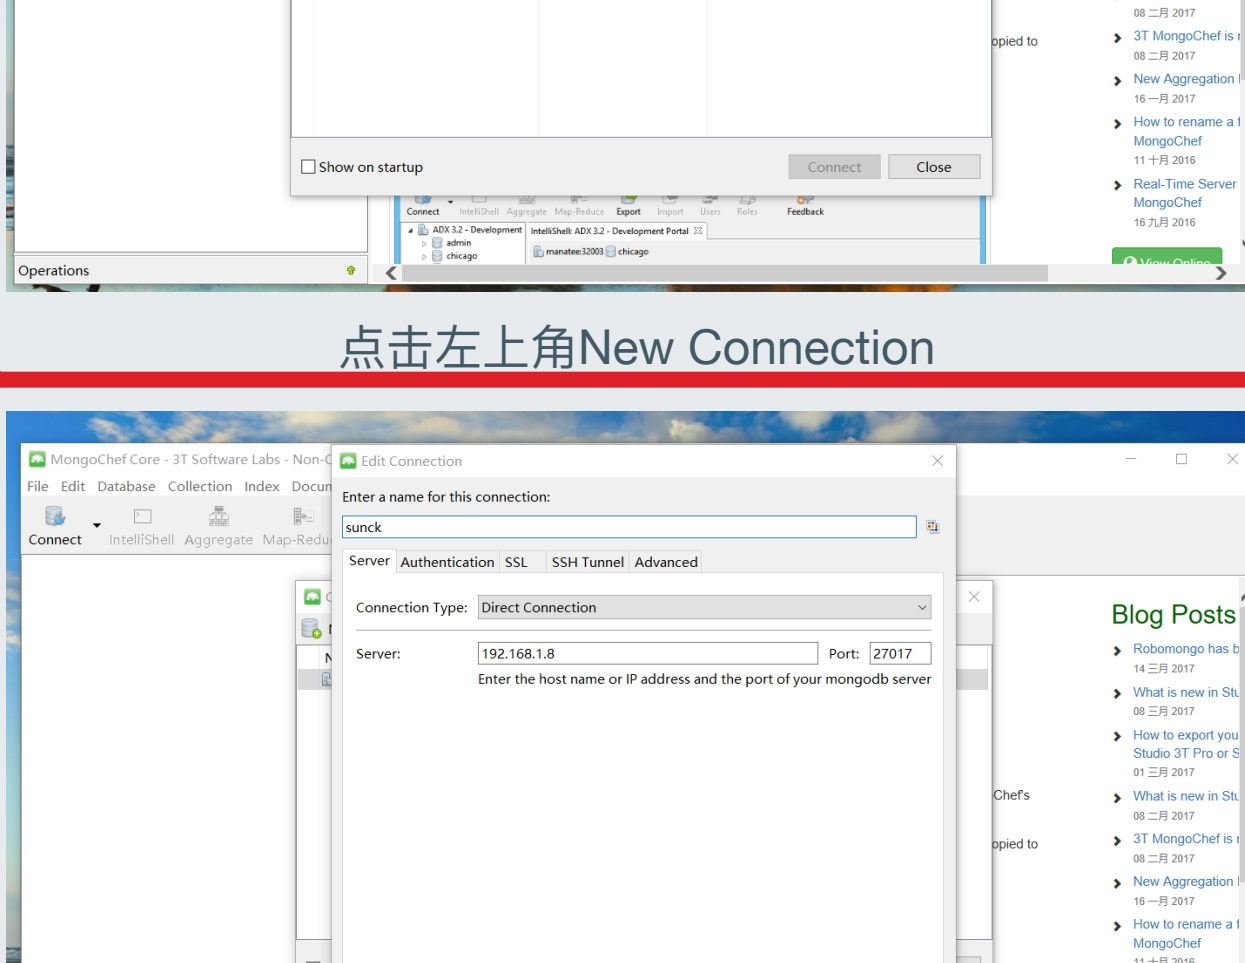 08 二月 2017
opied to
3T MongoChef is
08 二月 2017
New Aggregation
16 一月 2017
How to rename a f
MongoChef
11 十月 2016
Show on startup
Connect
Close
Real-Time Server
MongoChef
16 九月 2016
Connect IntelliShell Aggregate Map-Reduce Export Import Users Roles Feedback
ADX 3.2 - Development
IntelliShell: ADX 3.2 - Development Portal
admin
chicago
manatee:32003 chicago
View Online
Operations
点击左上角New Connection
MongoChef Core - 3T Software Labs - Non-C
Edit Connection
File Edit Database Collection Index Docum
Enter a name for this connection:
sunck
Connect IntelliShell Aggregate Map-Redu
Server Authentication SSL SSH Tunnel Advanced
Connection Type: Direct Connection
Server: 192.168.1.8 Port: 27017
Enter the host name or IP address and the port of your mongodb server
Blog Posts
Robomongo has b
14 三月 2017
What is new in Stu
08 三月 2017
How to export you
Studio 3T Pro or S
01 三月 2017
Chef's
What is new in Stu
08 二月 2017
opied to
3T MongoChef is
08 二月 2017
New Aggregation
16 一月 2017
How to rename a f
MongoChef
11 十月 2016